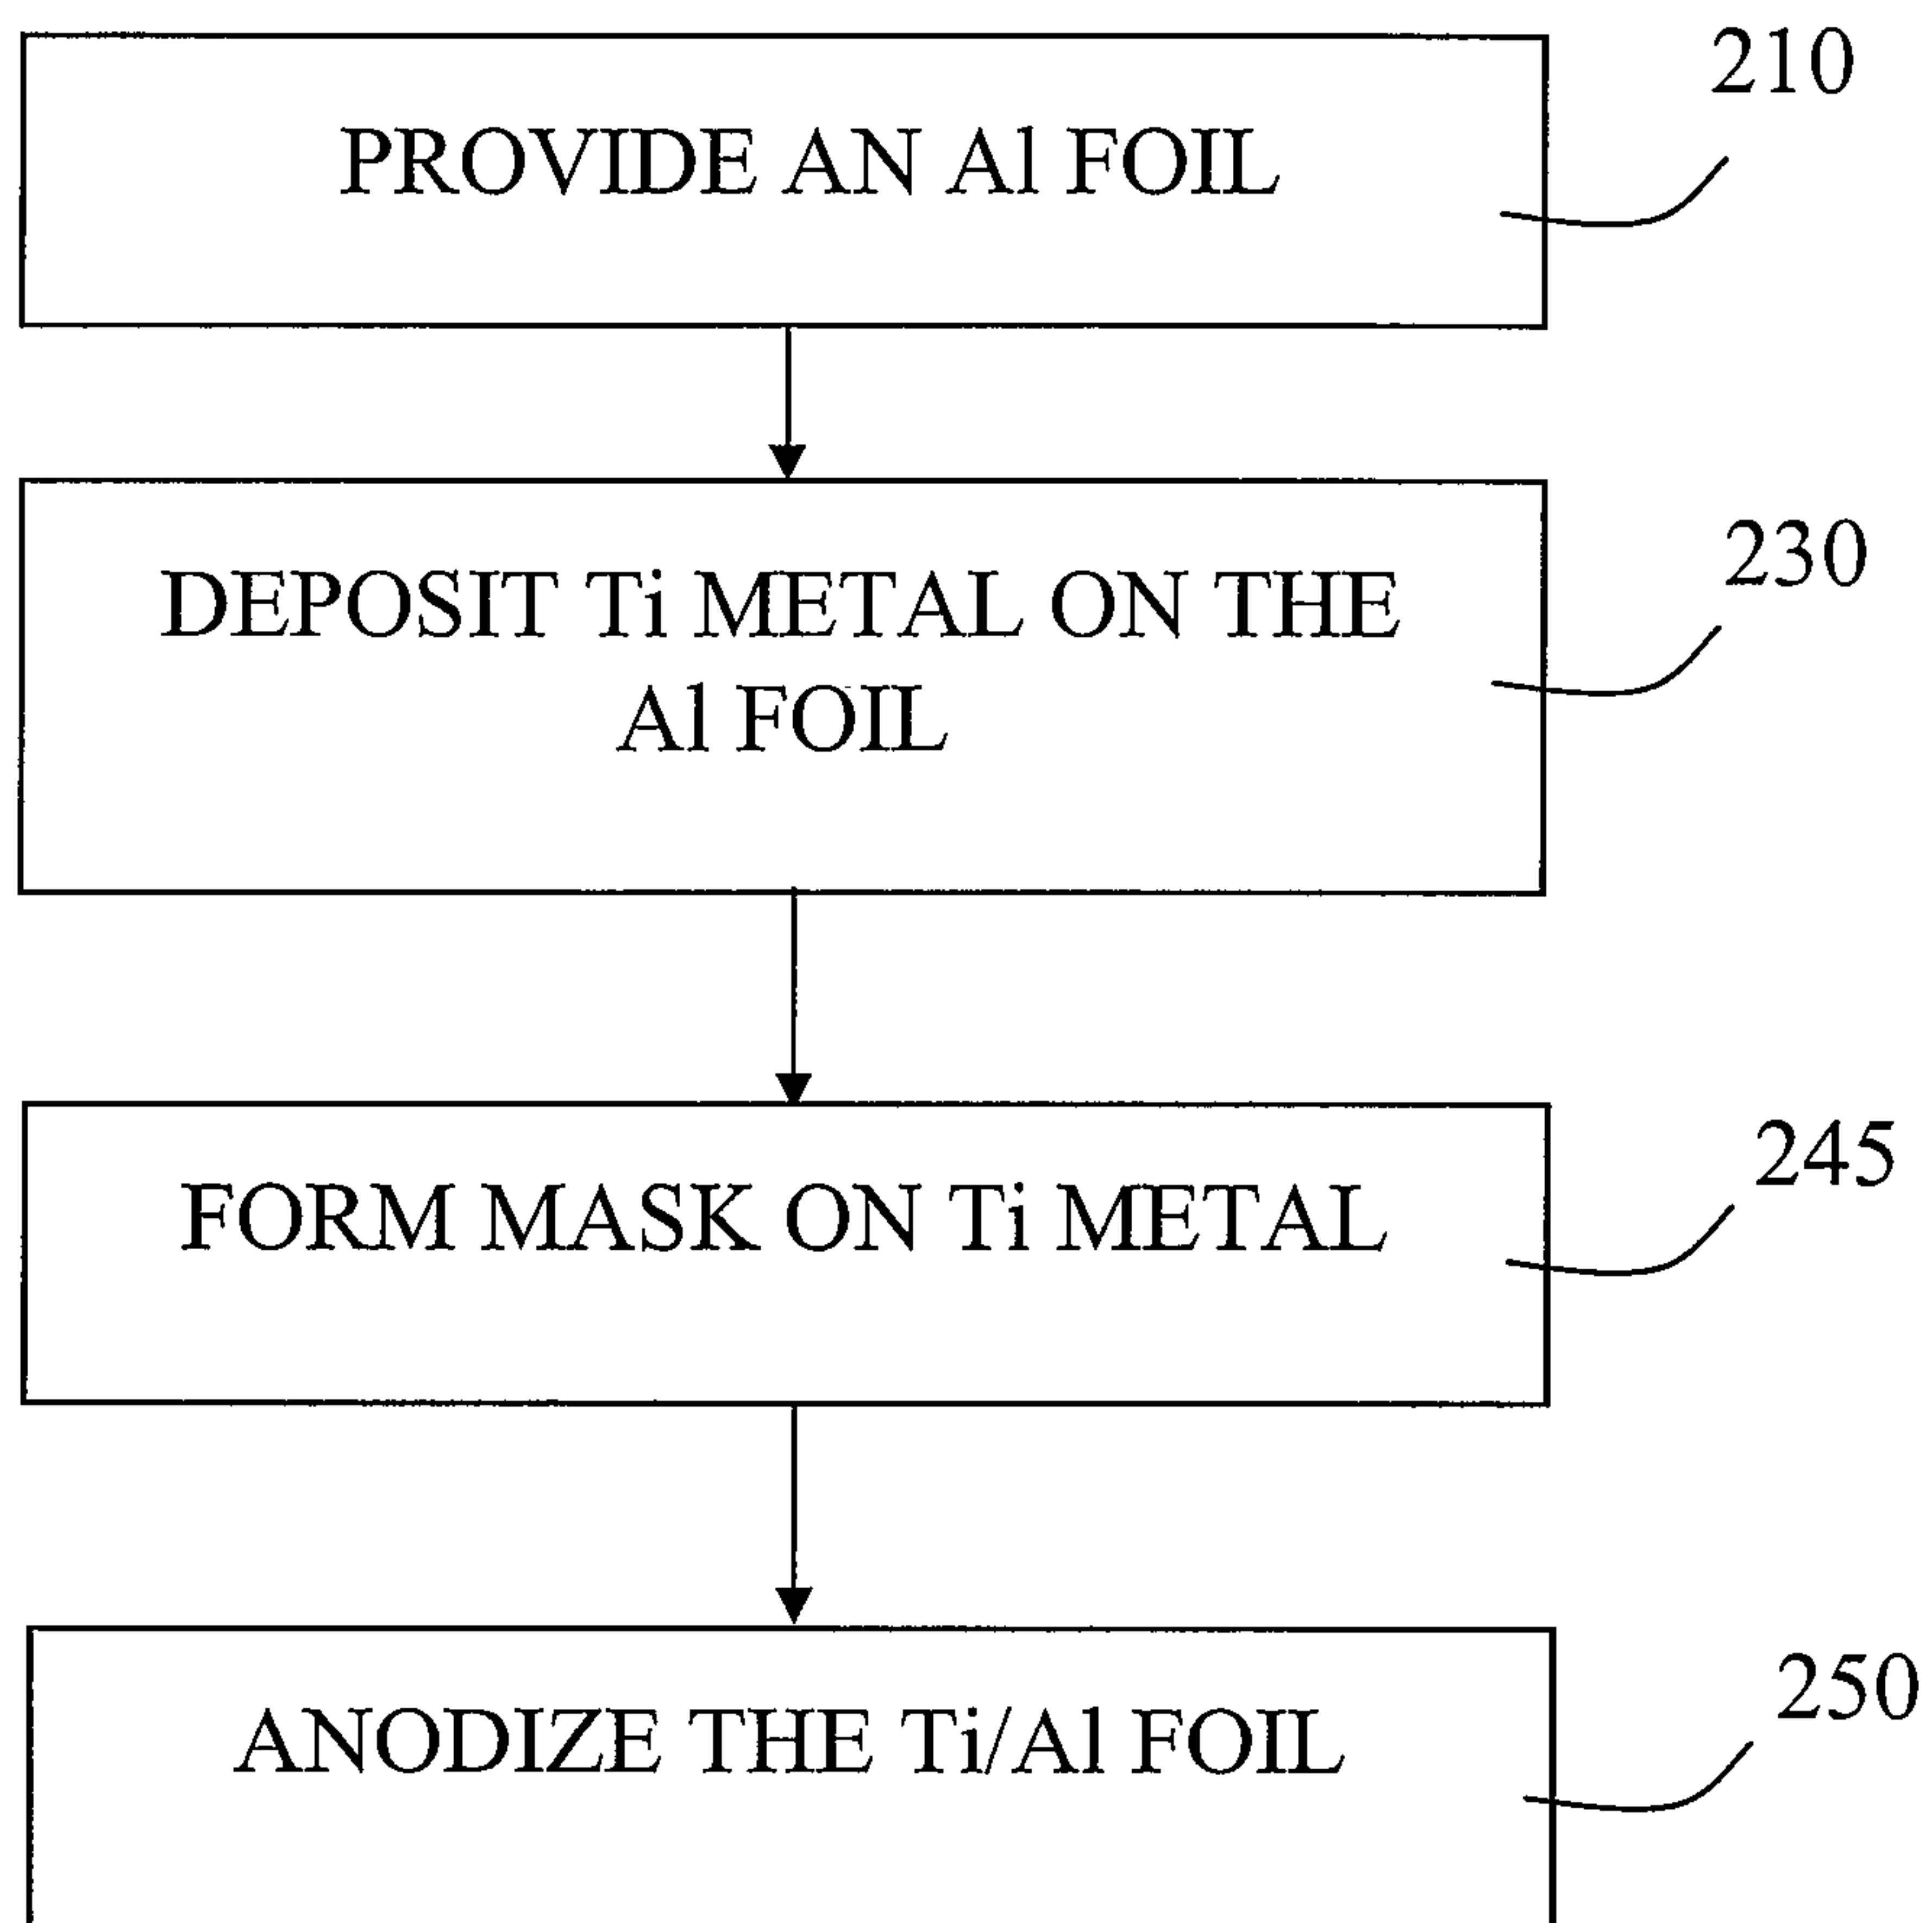 210
PROVIDE AN Al FOIL
230
DEPOSIT Ti METAL ON THE
Al FOIL
245
FORM MASK ON Ti METAL
250
ANODIZE THE Ti/Al FOIL